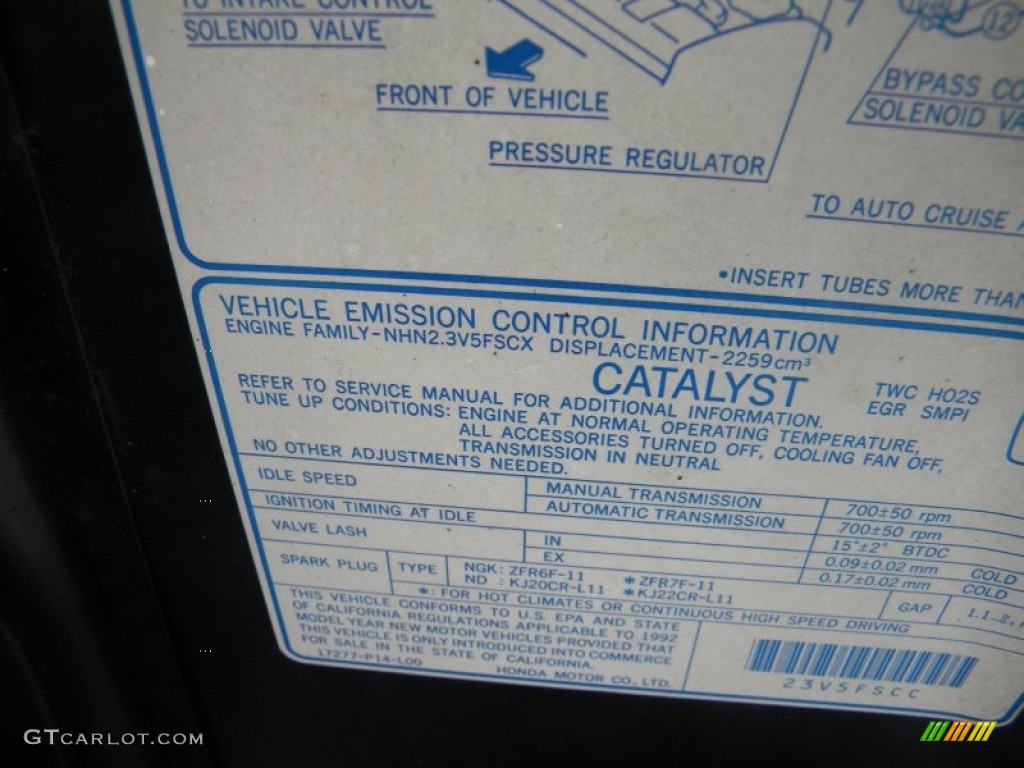 TO INTAKE CONTROL
SOLENOID VALVE
FRONT OF VEHICLE
PRESSURE REGULATOR
12
BYPASS CO
SOLENOID VA
TO AUTO CRUISE
•INSERT TUBES MORE THAN
VEHICLE EMISSION CONTROL INFORMATION
ENGINE FAMILY-NHN2.3V5FSCX DISPLACEMENT-2259cm³
CATALYST
TWC HO2S
EGR SMPI
REFER TO SERVICE MANUAL FOR ADDITIONAL INFORMATION.
TUNE UP CONDITIONS: ENGINE AT NORMAL OPERATING TEMPERATURE,
ALL ACCESSORIES TURNED OFF, COOLING FAN OFF,
TRANSMISSION IN NEUTRAL
NO OTHER ADJUSTMENTS NEEDED.
IDLE SPEED MANUAL TRANSMISSION 700±50 rpm
AUTOMATIC TRANSMISSION 700±50 rpm
IGNITION TIMING AT IDLE 15°±2° BTDC
VALVE LASH IN 0.09±0.02 mm COLD
EX 0.17±0.02 mm COLD
SPARK PLUG TYPE NGK: ZFR6F-11 *ZFR7F-11 GAP
ND : KJ20CR-L11 *KJ22CR-L11
*: FOR HOT CLIMATES OR CONTINUOUS HIGH SPEED DRIVING
THIS VEHICLE CONFORMS TO U.S. EPA AND STATE
OF CALIFORNIA REGULATIONS APPLICABLE TO 1992
MODEL YEAR NEW MOTOR VEHICLES PROVIDED THAT
THIS VEHICLE IS ONLY INTRODUCED INTO COMMERCE
FOR SALE IN THE STATE OF CALIFORNIA.
17277-P14-L00 HONDA MOTOR CO., LTD.
23V5FSCC
GTCARLOT.COM